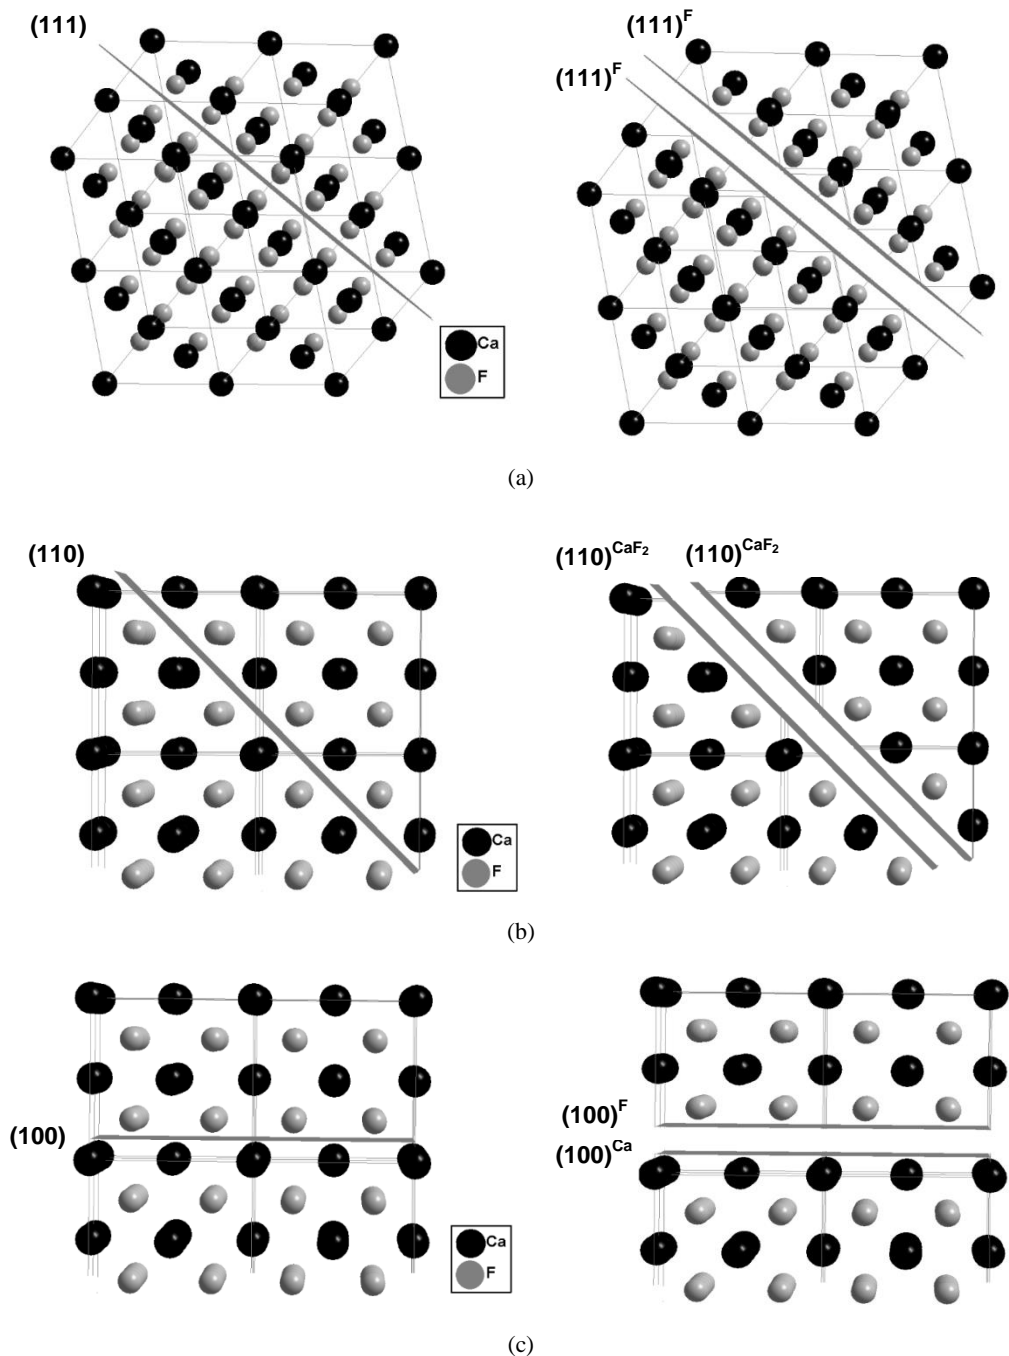 (111)
(111)^F
(111)^F
Ca
F
(a)
(110)
(110)^CaF₂
(110)^CaF₂
Ca
F
(b)
(100)
(100)^F
(100)^Ca
Ca
F
(c)